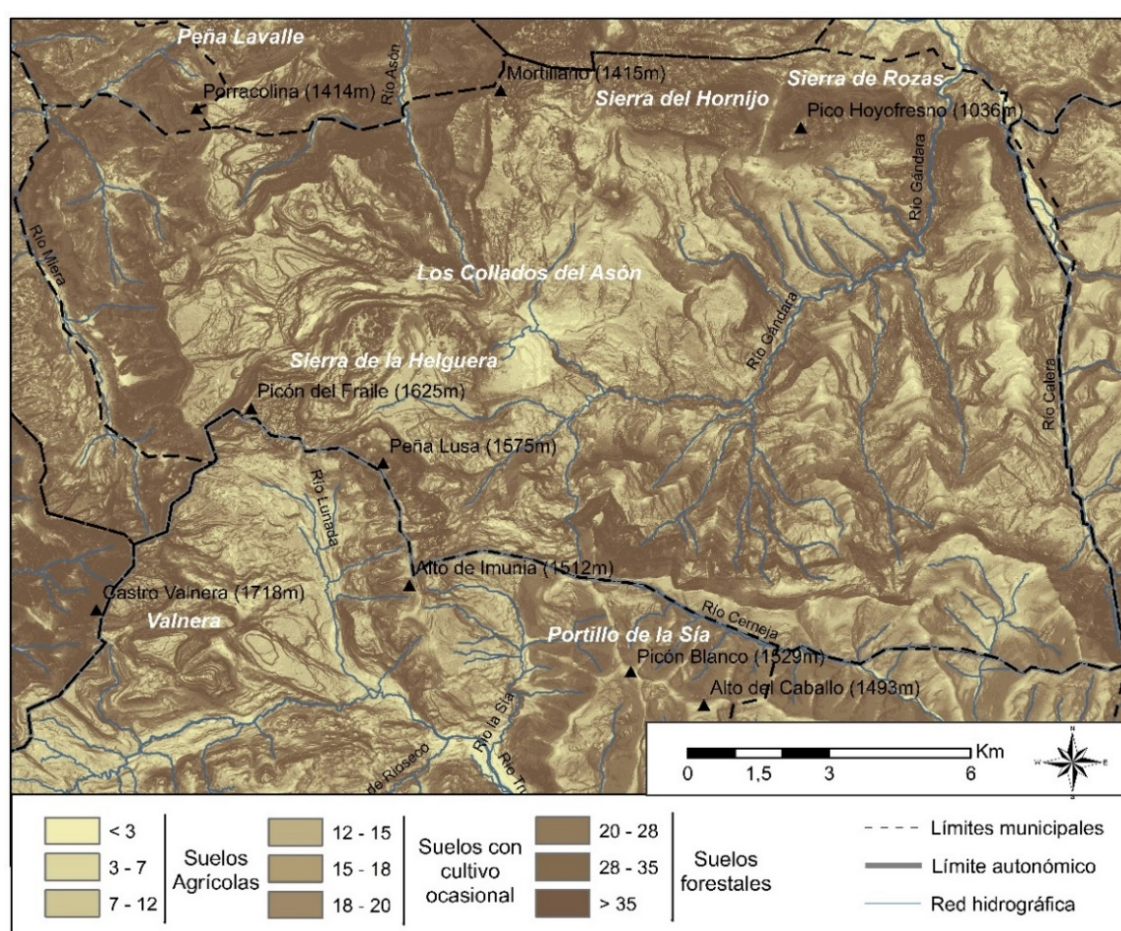 Peña Lavalle
Río Asón
Porracolina (1414m)
Mortillano (1415m)
Sierra de Rozas
Sierra del Hornijo
Pico Hoyofresno (1036m)
Río Gándara
Río Miera
Los Collados del Asón
Río Gándara
Río Calera
Sierra de la Helguera
Picón del Fraile (1625m)
Peña Lusa (1575m)
Río Lunada
Alto de Imunía (1512m)
Castro Valnera (1718m)
Valnera
Río Cerneja
Portillo de la Sía
Picón Blanco (1529m)
Alto del Caballo (1493m)
Río la Sía
de Rioseco
Río Tru
Km
0 1,5 3 6
N
W E
S
< 3
3 - 7
7 - 12
Suelos
Agrícolas
12 - 15
15 - 18
18 - 20
Suelos con
cultivo
ocasional
20 - 28
28 - 35
> 35
Suelos
forestales
Límites municipales
Límite autonómico
Red hidrográfica